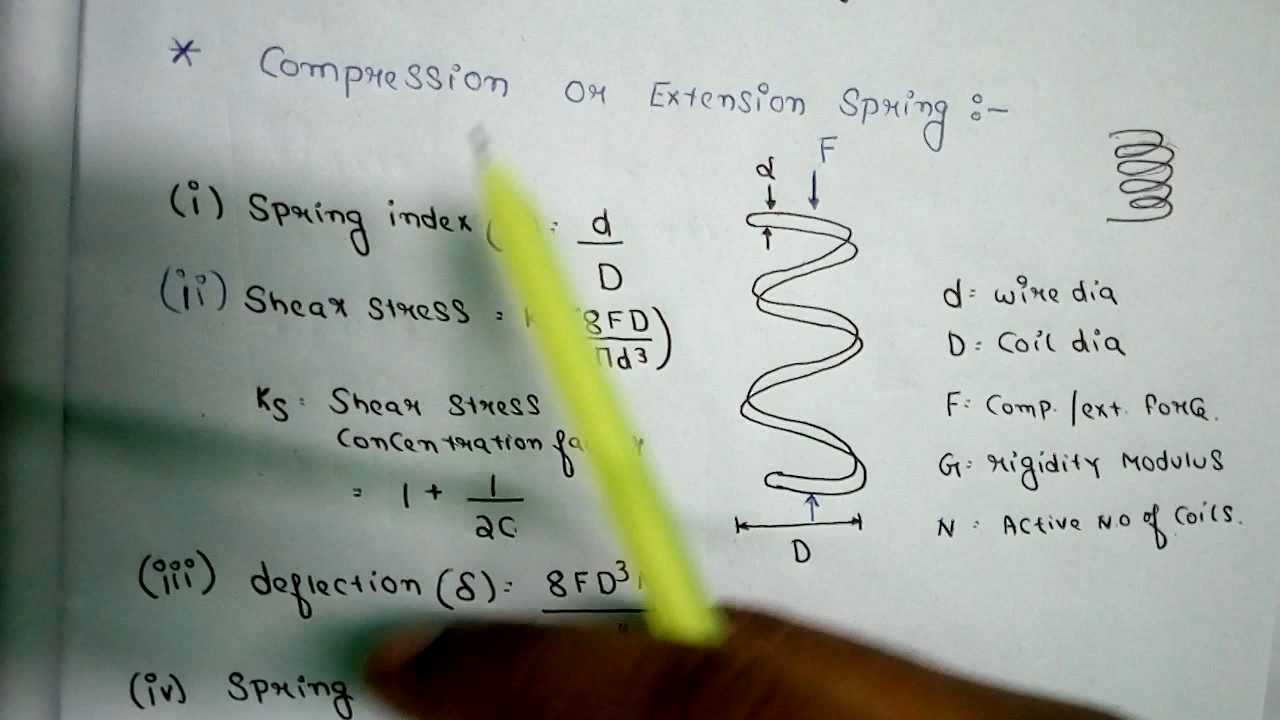 * Compression or Extension Spring :-
(i) Spring index ( : d/D
(ii) Shear Stress = (8FD/πd³)
Ks : Shear Stress
Concentration
= 1 + 1/2C
(iii) deflection (δ) : 8FD³
(iv) Spring
d
F
D
d = wire dia
D = Coil dia
F : Comp. /ext. Force.
G : rigidity Modulus
N : Active No of Coils.